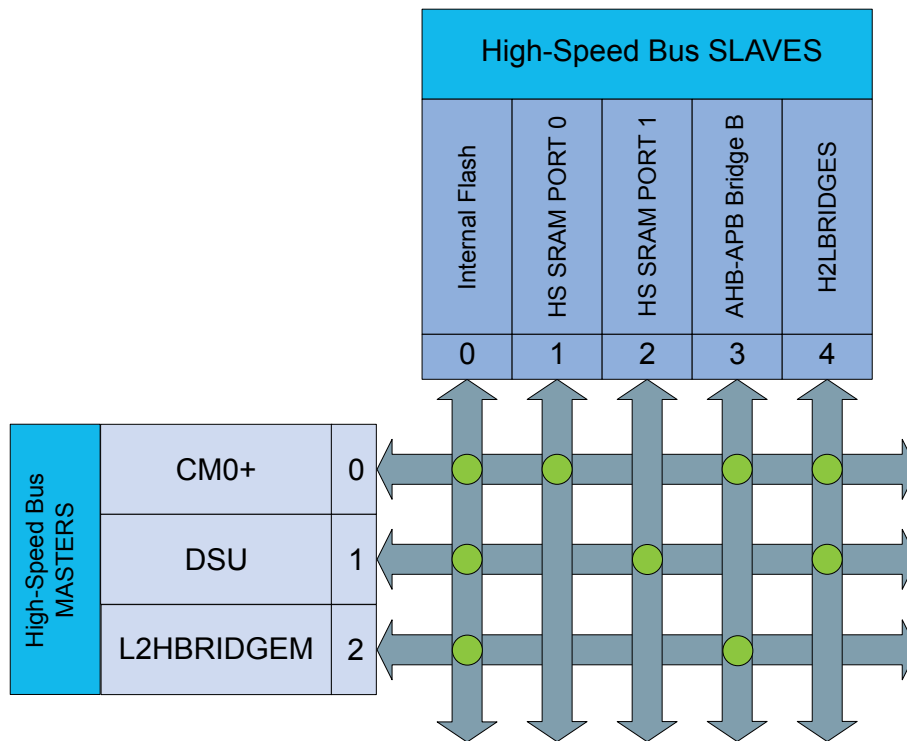 High-Speed Bus SLAVES
Internal Flash
HS SRAM PORT 0
HS SRAM PORT 1
AHB-APB Bridge B
H2LBRIDGES
0 1 2 3 4
High-Speed Bus
MASTERS
CM0+ 0
DSU 1
L2HBRIDGEM 2